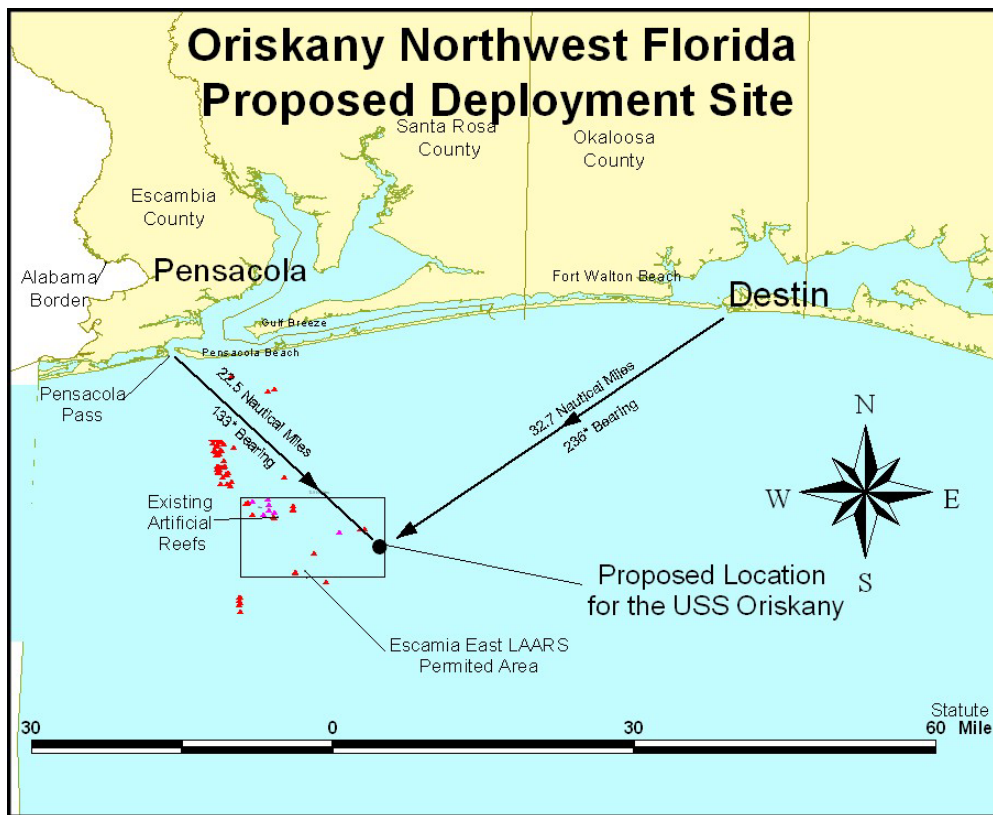 Oriskany Northwest Florida
Proposed Deployment Site
Santa Rosa
County
Okaloosa
County
Escambia
County
Alabama
Border
Pensacola
Fort Walton Beach
Destin
Gulf Breeze
Pensacola Beach
Pensacola
Pass
22.5 Nautical Miles
133* Bearing
32.7 Nautical Miles
236* Bearing
N
W
E
S
Existing
Artificial
Reefs
Proposed Location
for the USS Oriskany
Escamia East LAARS
Permited Area
Statute
30 0 30 60 Mile